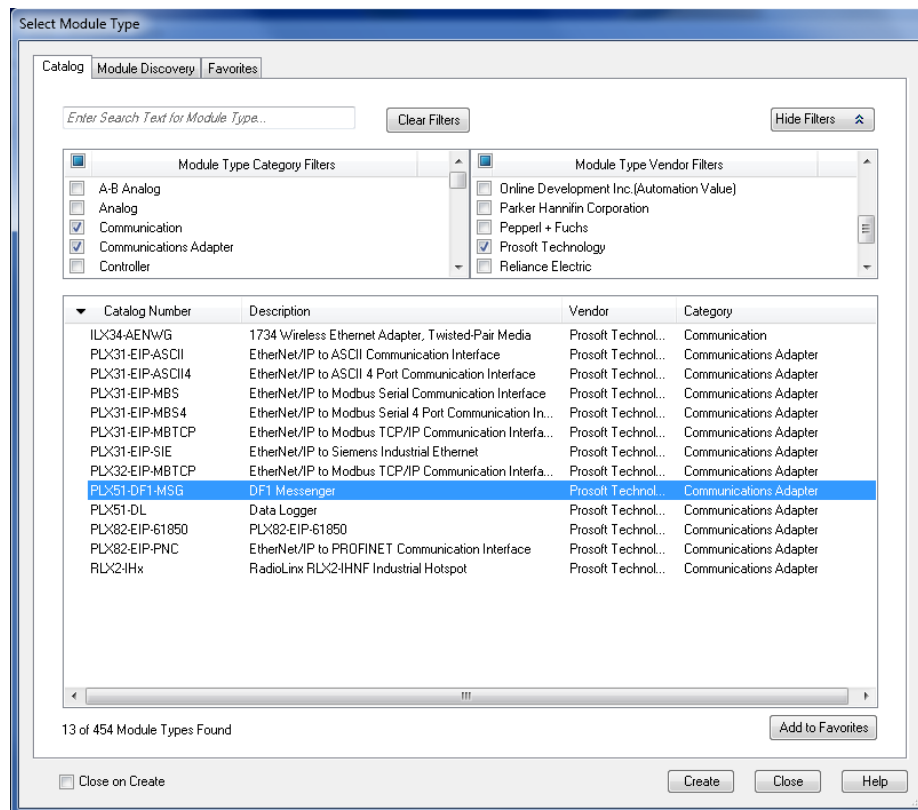 Select Module Type
Catalog Module Discovery Favorites
Enter Search Text for Module Type... Clear Filters Hide Filters
Module Type Category Filters Module Type Vendor Filters
A-B Analog Online Development Inc.(Automation Value)
Analog Parker Hannifin Corporation
Communication Pepperl + Fuchs
Communications Adapter Prosoft Technology
Controller Reliance Electric
Catalog Number Description Vendor Category
ILX34-AENWG 1734 Wireless Ethernet Adapter, Twisted-Pair Media Prosoft Technol... Communication
PLX31-EIP-ASCII EtherNet/IP to ASCII Communication Interface Prosoft Technol... Communications Adapter
PLX31-EIP-ASCII4 EtherNet/IP to ASCII 4 Port Communication Interface Prosoft Technol... Communications Adapter
PLX31-EIP-MBS EtherNet/IP to Modbus Serial Communication Interface Prosoft Technol... Communications Adapter
PLX31-EIP-MBS4 EtherNet/IP to Modbus Serial 4 Port Communication In... Prosoft Technol... Communications Adapter
PLX31-EIP-MBTCP EtherNet/IP to Modbus TCP/IP Communication Interfa... Prosoft Technol... Communications Adapter
PLX31-EIP-SIE EtherNet/IP to Siemens Industrial Ethernet Prosoft Technol... Communications Adapter
PLX32-EIP-MBTCP EtherNet/IP to Modbus TCP/IP Communication Interfa... Prosoft Technol... Communications Adapter
PLX51-DF1-MSG DF1 Messenger Prosoft Technol... Communications Adapter
PLX51-DL Data Logger Prosoft Technol... Communications Adapter
PLX82-EIP-61850 PLX82-EIP-61850 Prosoft Technol... Communications Adapter
PLX82-EIP-PNC EtherNet/IP to PROFINET Communication Interface Prosoft Technol... Communications Adapter
RLX2-IHx RadioLinx RLX2-IHNF Industrial Hotspot Prosoft Technol... Communications Adapter
13 of 454 Module Types Found Add to Favorites
Close on Create Create Close Help